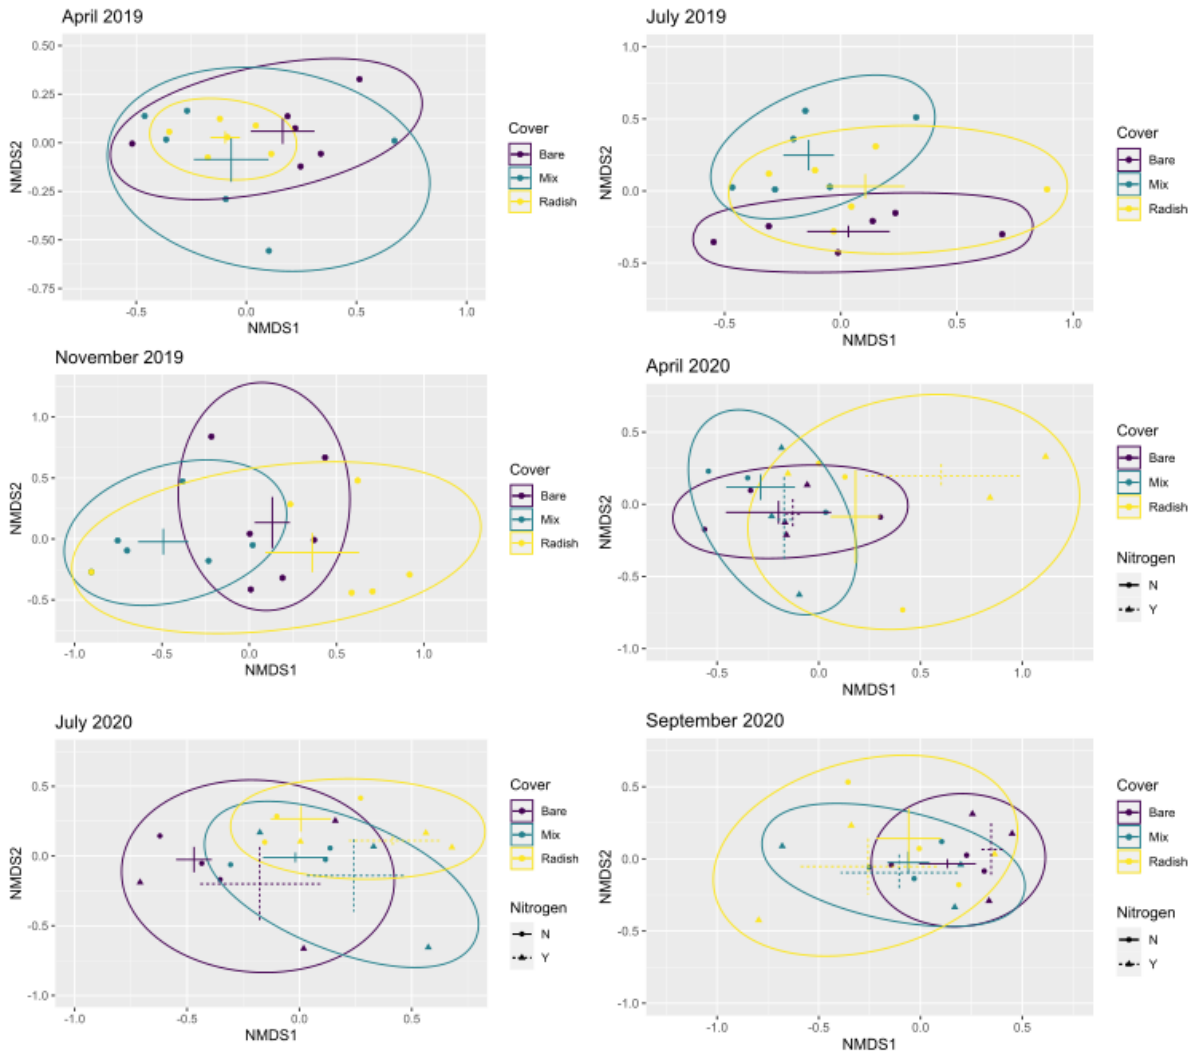 April 2019
0.50
0.25
0.00
-0.25
-0.50
-0.75
NMDS2
-0.5 0.0 0.5 1.0
NMDS1
Cover
Bare
Mix
Radish
July 2019
1.0
0.5
0.0
-0.5
NMDS2
-0.5 0.0 0.5 1.0
NMDS1
Cover
Bare
Mix
Radish
November 2019
1.0
0.5
0.0
-0.5
NMDS2
-1.0 -0.5 0.0 0.5 1.0
NMDS1
Cover
Bare
Mix
Radish
April 2020
0.5
0.0
-0.5
-1.0
NMDS2
0.0 1.0
NMDS1
Cover
Bare
Mix
Radish
Nitrogen
N
Y
July 2020
0.5
0.0
-0.5
-1.0
NMDS2
-1.0 -0.5 0.0 0.5
NMDS1
Cover
Bare
Mix
Radish
Nitrogen
N
Y
September 2020
0.5
0.0
-0.5
-1.0
NMDS2
-1.0 -0.5 0.0 0.5
NMDS1
Cover
Bare
Mix
Radish
Nitrogen
N
Y